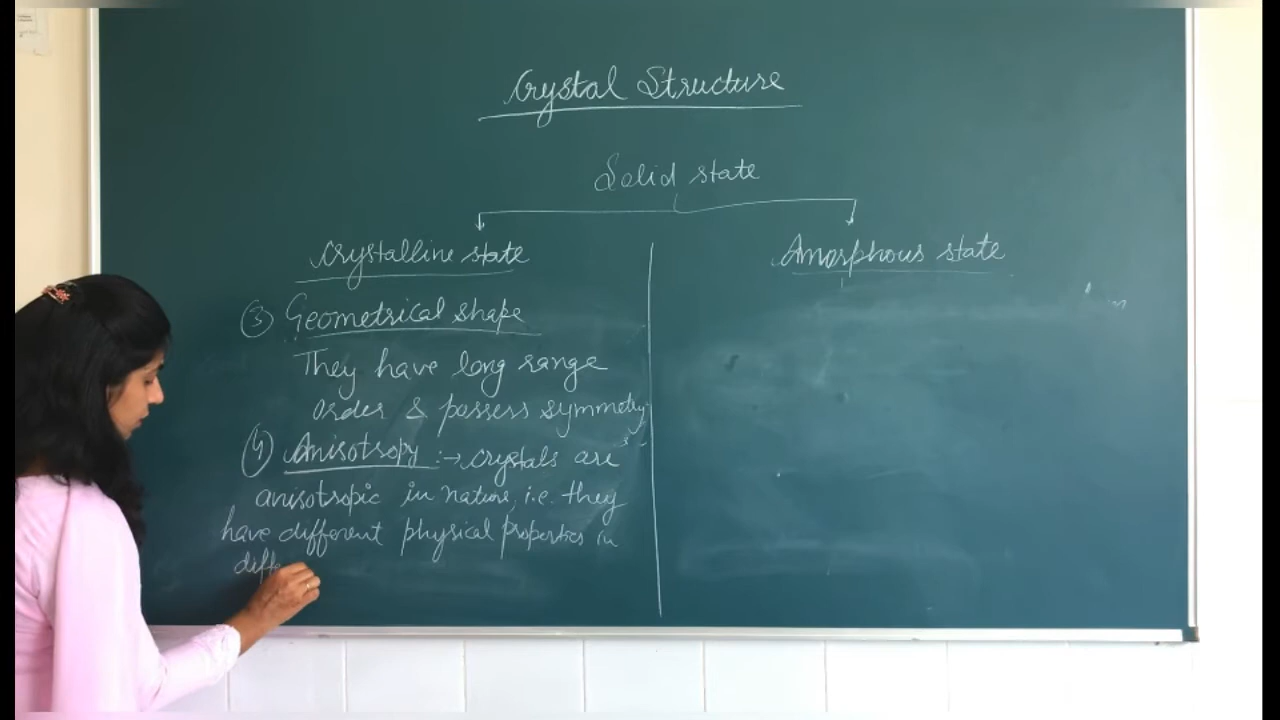 Crystal Structure
Solid state
Crystalline state
Amorphous state
③ Geometrical shape
They have long range
order & possess symmetry
④ Anisotropy :→ crystals are
anisotropic in nature, i.e. they
have different physical properties in
diffe